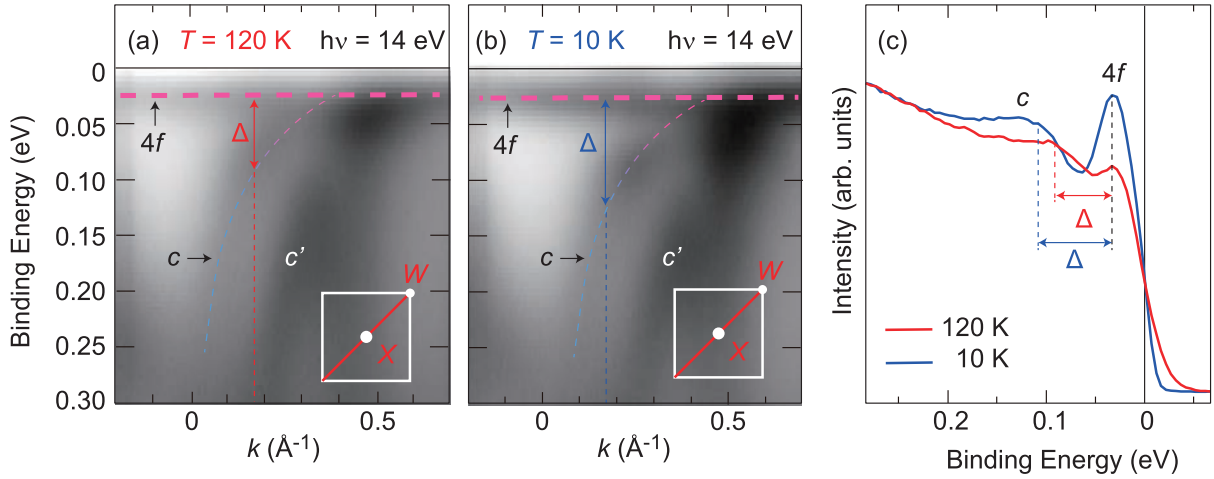 (a) T = 120 K hν = 14 eV
0
0.05
0.10
0.15
0.20
0.25
0.30
Binding Energy (eV)
4f
Δ
c
c'
W
X
0 0.5
k (Å-1)
(b) T = 10 K hν = 14 eV
4f
Δ
c
c'
W
X
0 0.5
k (Å-1)
(c)
4f
c
Δ
Δ
120 K
10 K
Intensity (arb. units)
0.2 0.1 0
Binding Energy (eV)